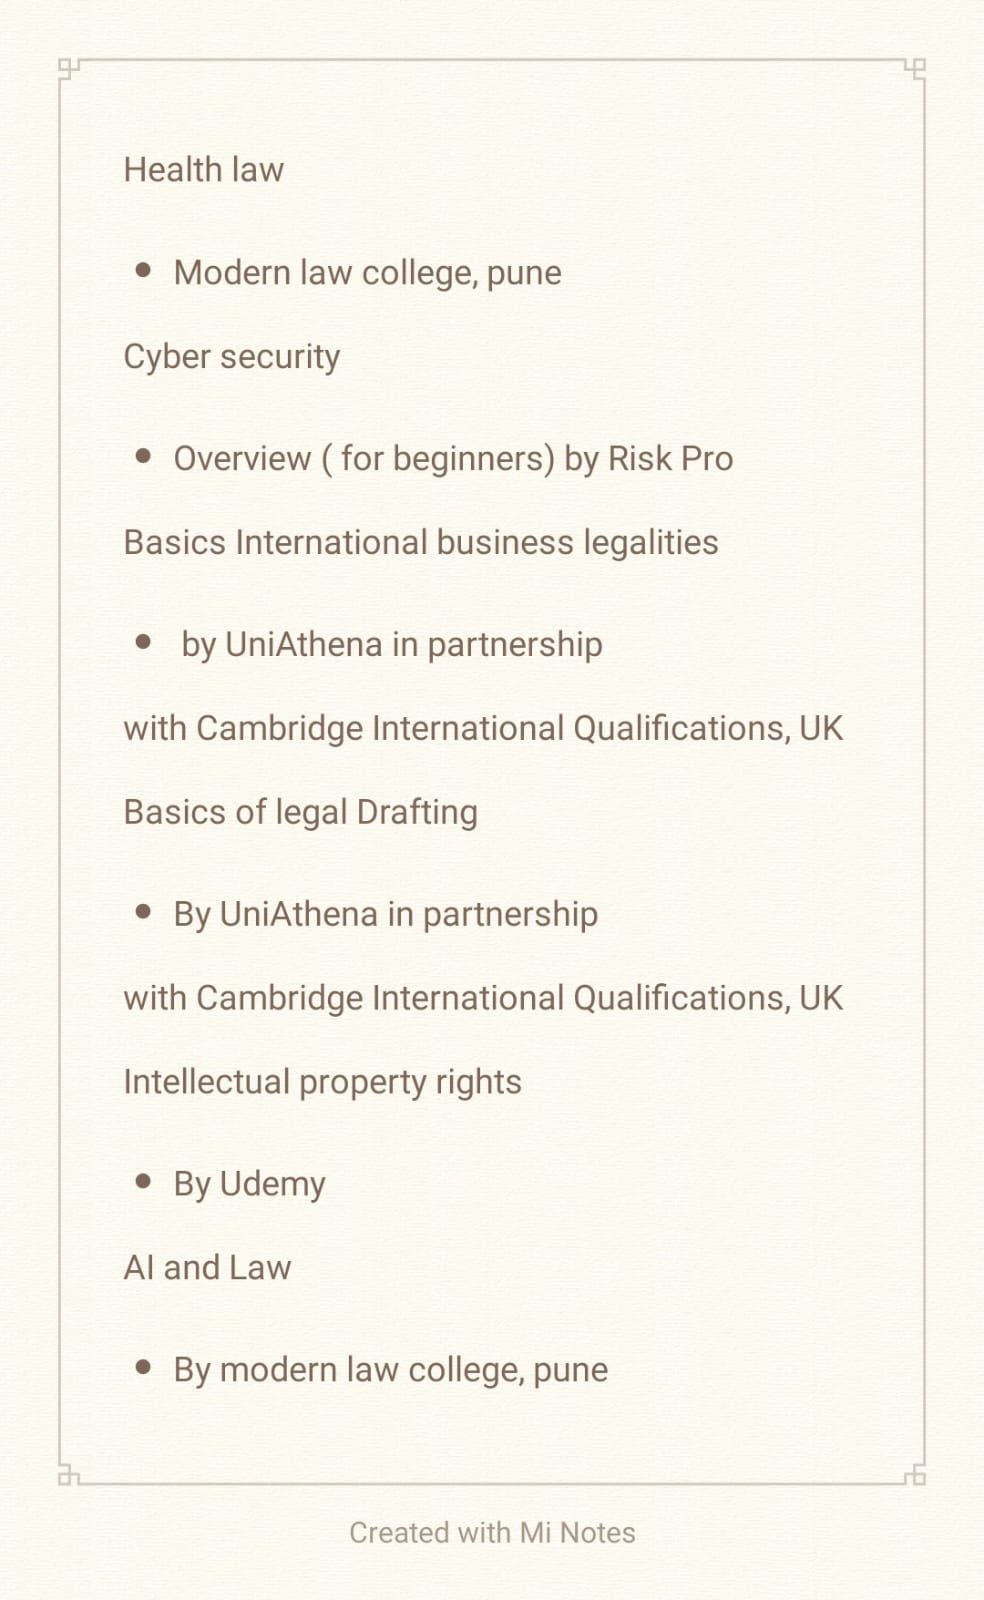 Health law
• Modern law college, pune
Cyber security
• Overview ( for beginners) by Risk Pro
Basics International business legalities
• by UniAthena in partnership
with Cambridge International Qualifications, UK
Basics of legal Drafting
• By UniAthena in partnership
with Cambridge International Qualifications, UK
Intellectual property rights
• By Udemy
AI and Law
• By modern law college, pune
Created with Mi Notes